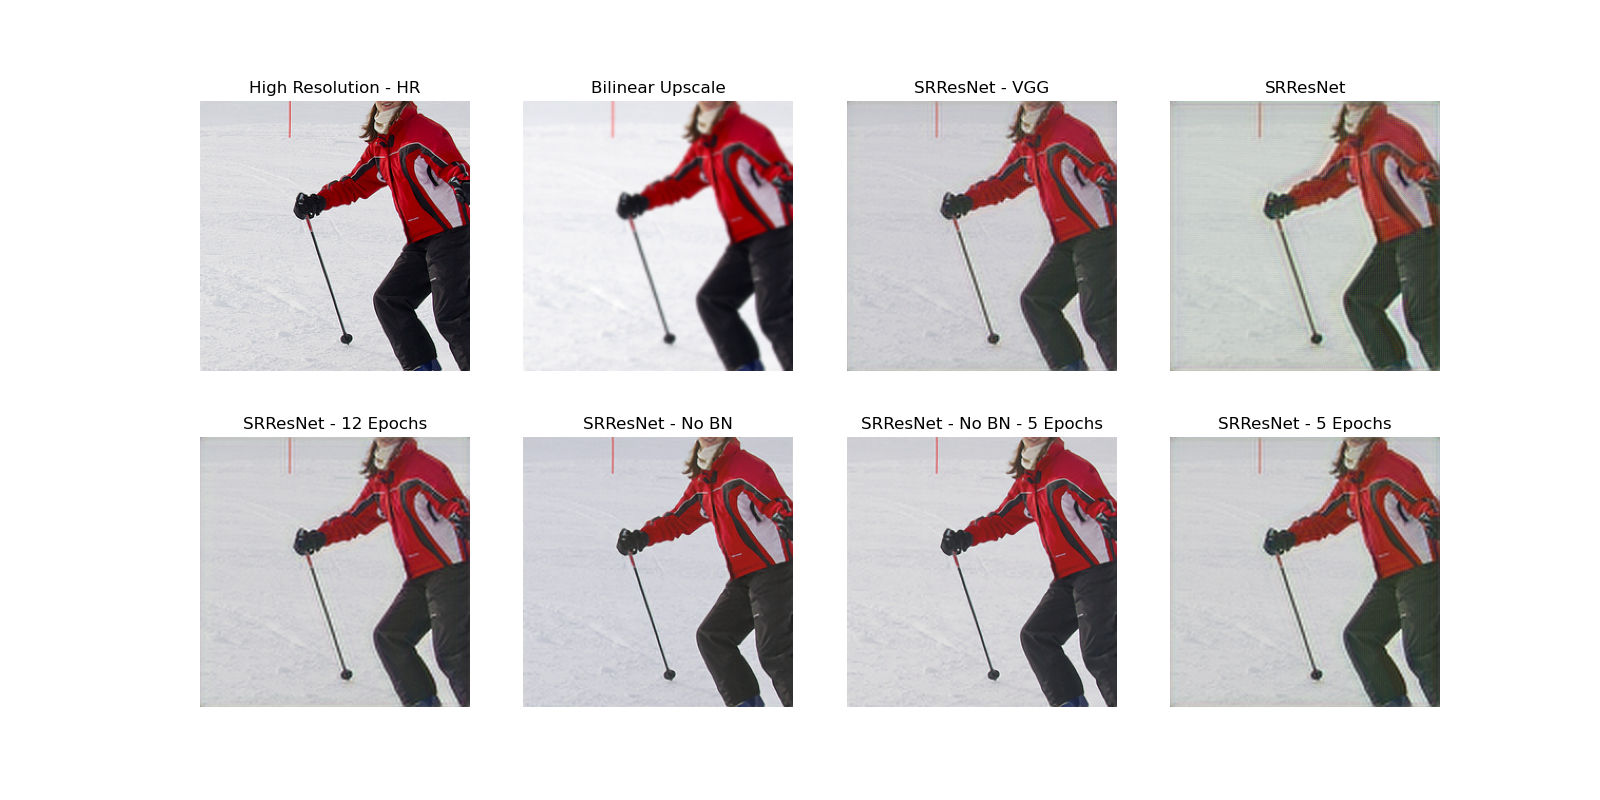 High Resolution - HR
Bilinear Upscale
SRResNet - VGG
SRResNet
SRResNet - 12 Epochs
SRResNet - No BN
SRResNet - No BN - 5 Epochs
SRResNet - 5 Epochs